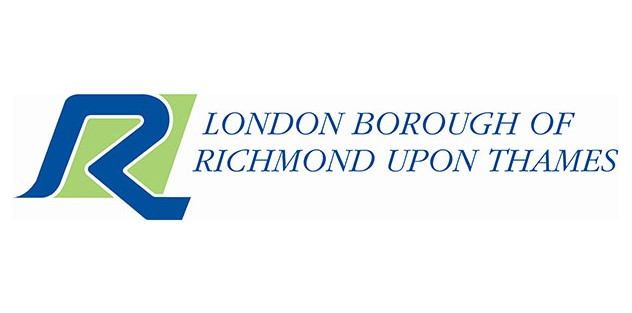 R
LONDON BOROUGH OF
RICHMOND UPON THAMES